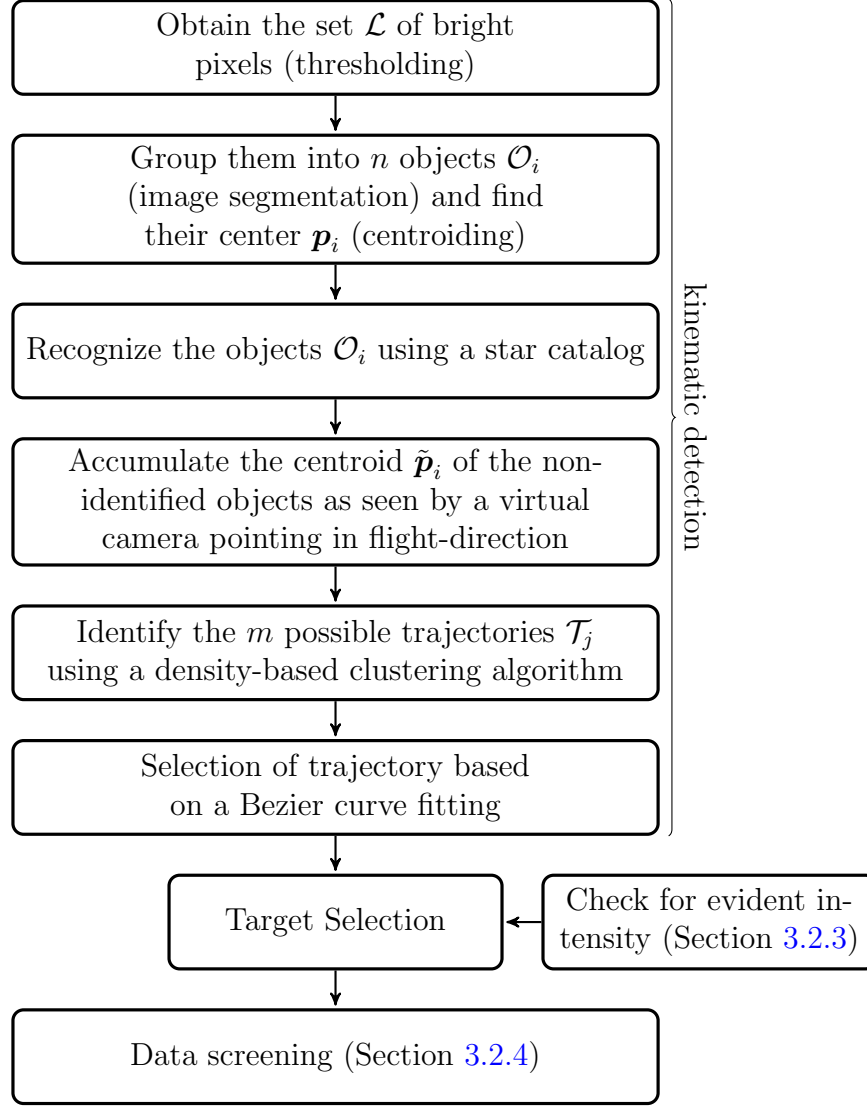 Obtain the set 𝓛 of bright
pixels (thresholding)
Group them into n objects 𝒪ᵢ
(image segmentation) and find
their center 𝒑ᵢ (centroiding)
Recognize the objects 𝒪ᵢ using a star catalog
Accumulate the centroid 𝒑̃ᵢ of the non-
identified objects as seen by a virtual
camera pointing in flight-direction
Identify the m possible trajectories 𝒯ⱼ
using a density-based clustering algorithm
Selection of trajectory based
on a Bezier curve fitting
kinematic detection
Target Selection
Check for evident in-
tensity (Section 3.2.3)
Data screening (Section 3.2.4)